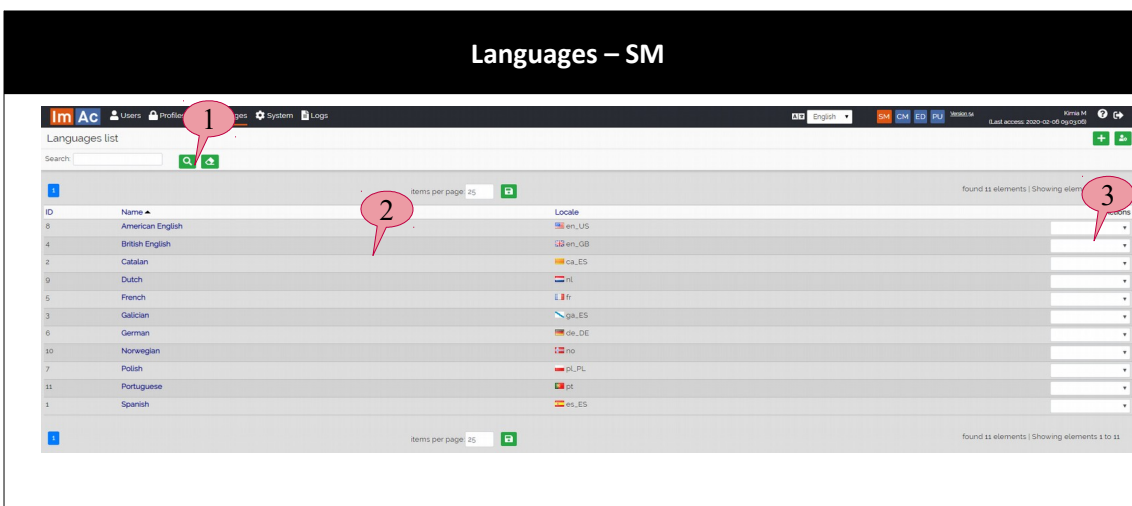 Languages – SM
Im Ac Users Profiles 1 ges System Logs English SM CM ED PU Kimia M
(Last access: 2020-02-06 09:03:06)
Languages list
Search:
1 items per page: 25 found 11 elements | Showing elem 3
ID Name 2 Locale ctions
8 American English en_US
4 British English en_GB
2 Catalan ca_ES
9 Dutch nl
5 French fr
3 Galician ga_ES
6 German de_DE
10 Norwegian no
7 Polish pl_PL
11 Portuguese pt
1 Spanish es_ES
1 items per page: 25 found 11 elements | Showing elements 1 to 11